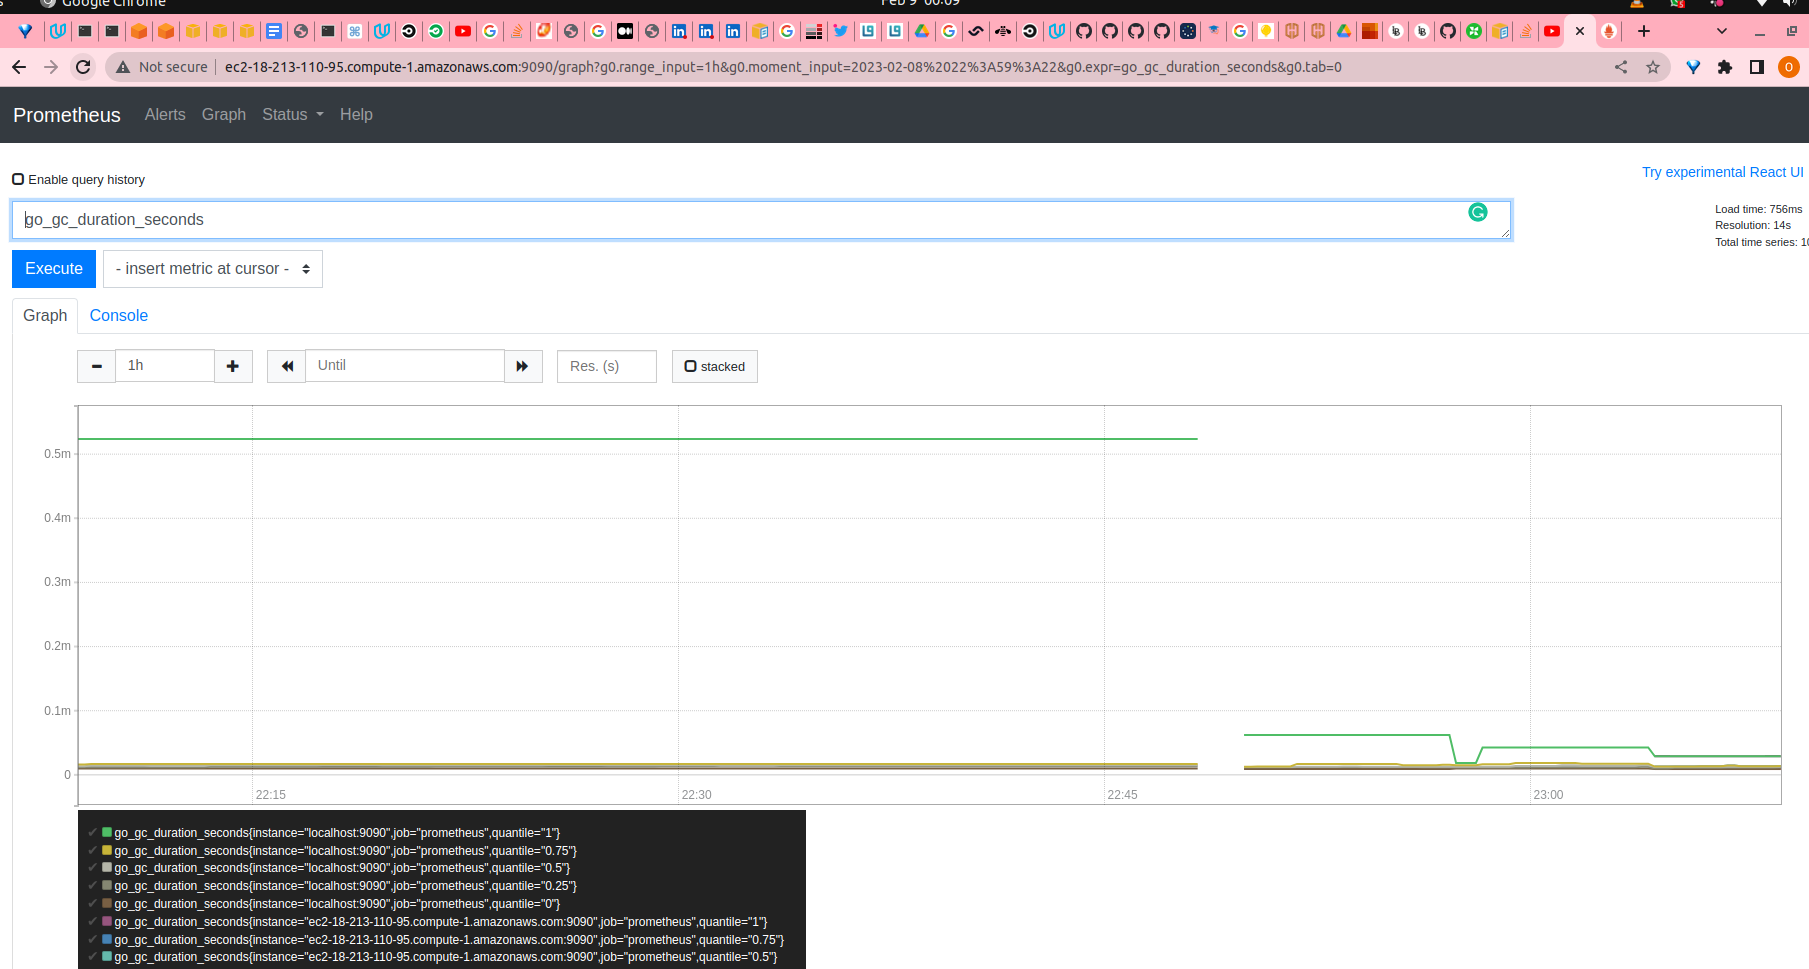 Google Chrome
Feb 9 00:09
Not secure
ec2-18-213-110-95.compute-1.amazonaws.com:9090/graph?g0.range_input=1h&g0.moment_input=2023-02-08%2022%3A59%3A22&g0.expr=go_gc_duration_seconds&g0.tab=0
O
Prometheus Alerts Graph Status Help
Enable query history
Try experimental React UI
go_gc_duration_seconds
Load time: 756ms
Resolution: 14s
Total time series: 10
Execute - insert metric at cursor -
Graph Console
1h Until Res. (s) stacked
0.5m
0.4m
0.3m
0.2m
0.1m
0
22:15 22:30 22:45 23:00
go_gc_duration_seconds{instance="localhost:9090",job="prometheus",quantile="1"}
go_gc_duration_seconds{instance="localhost:9090",job="prometheus",quantile="0.75"}
go_gc_duration_seconds{instance="localhost:9090",job="prometheus",quantile="0.5"}
go_gc_duration_seconds{instance="localhost:9090",job="prometheus",quantile="0.25"}
go_gc_duration_seconds{instance="localhost:9090",job="prometheus",quantile="0"}
go_gc_duration_seconds{instance="ec2-18-213-110-95.compute-1.amazonaws.com:9090",job="prometheus",quantile="1"}
go_gc_duration_seconds{instance="ec2-18-213-110-95.compute-1.amazonaws.com:9090",job="prometheus",quantile="0.75"}
go_gc_duration_seconds{instance="ec2-18-213-110-95.compute-1.amazonaws.com:9090",job="prometheus",quantile="0.5"}